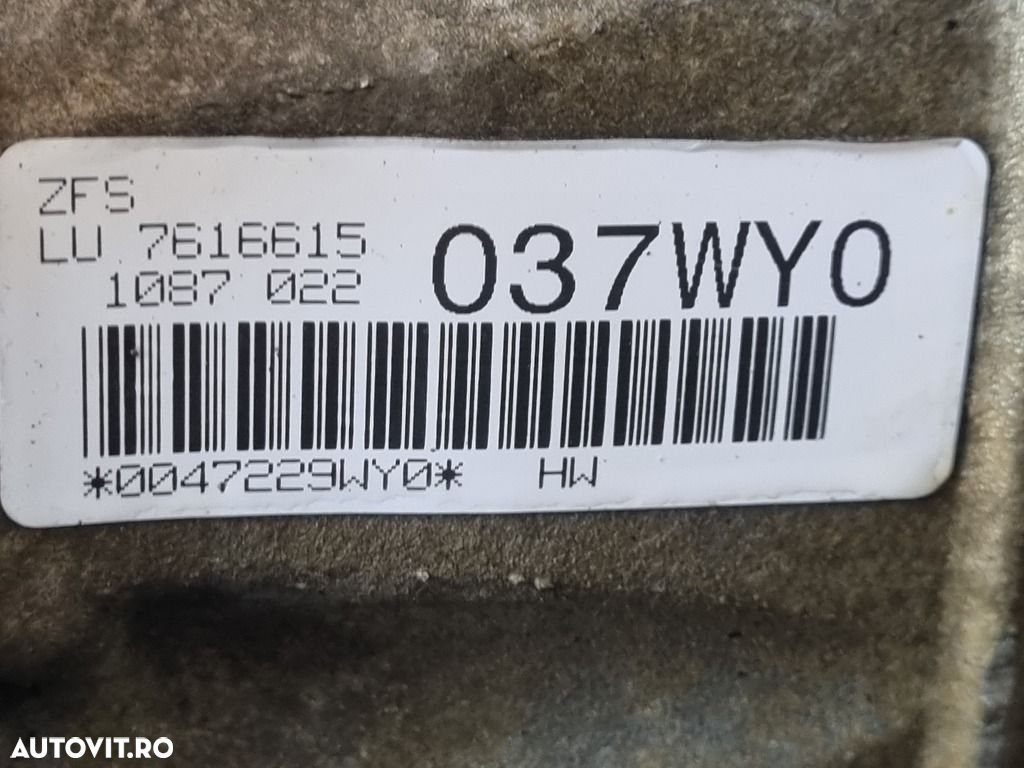 ZFS
LU 7616615
1087 022
037WY0
*0047229WY0* HW
AUTOVIT.RO